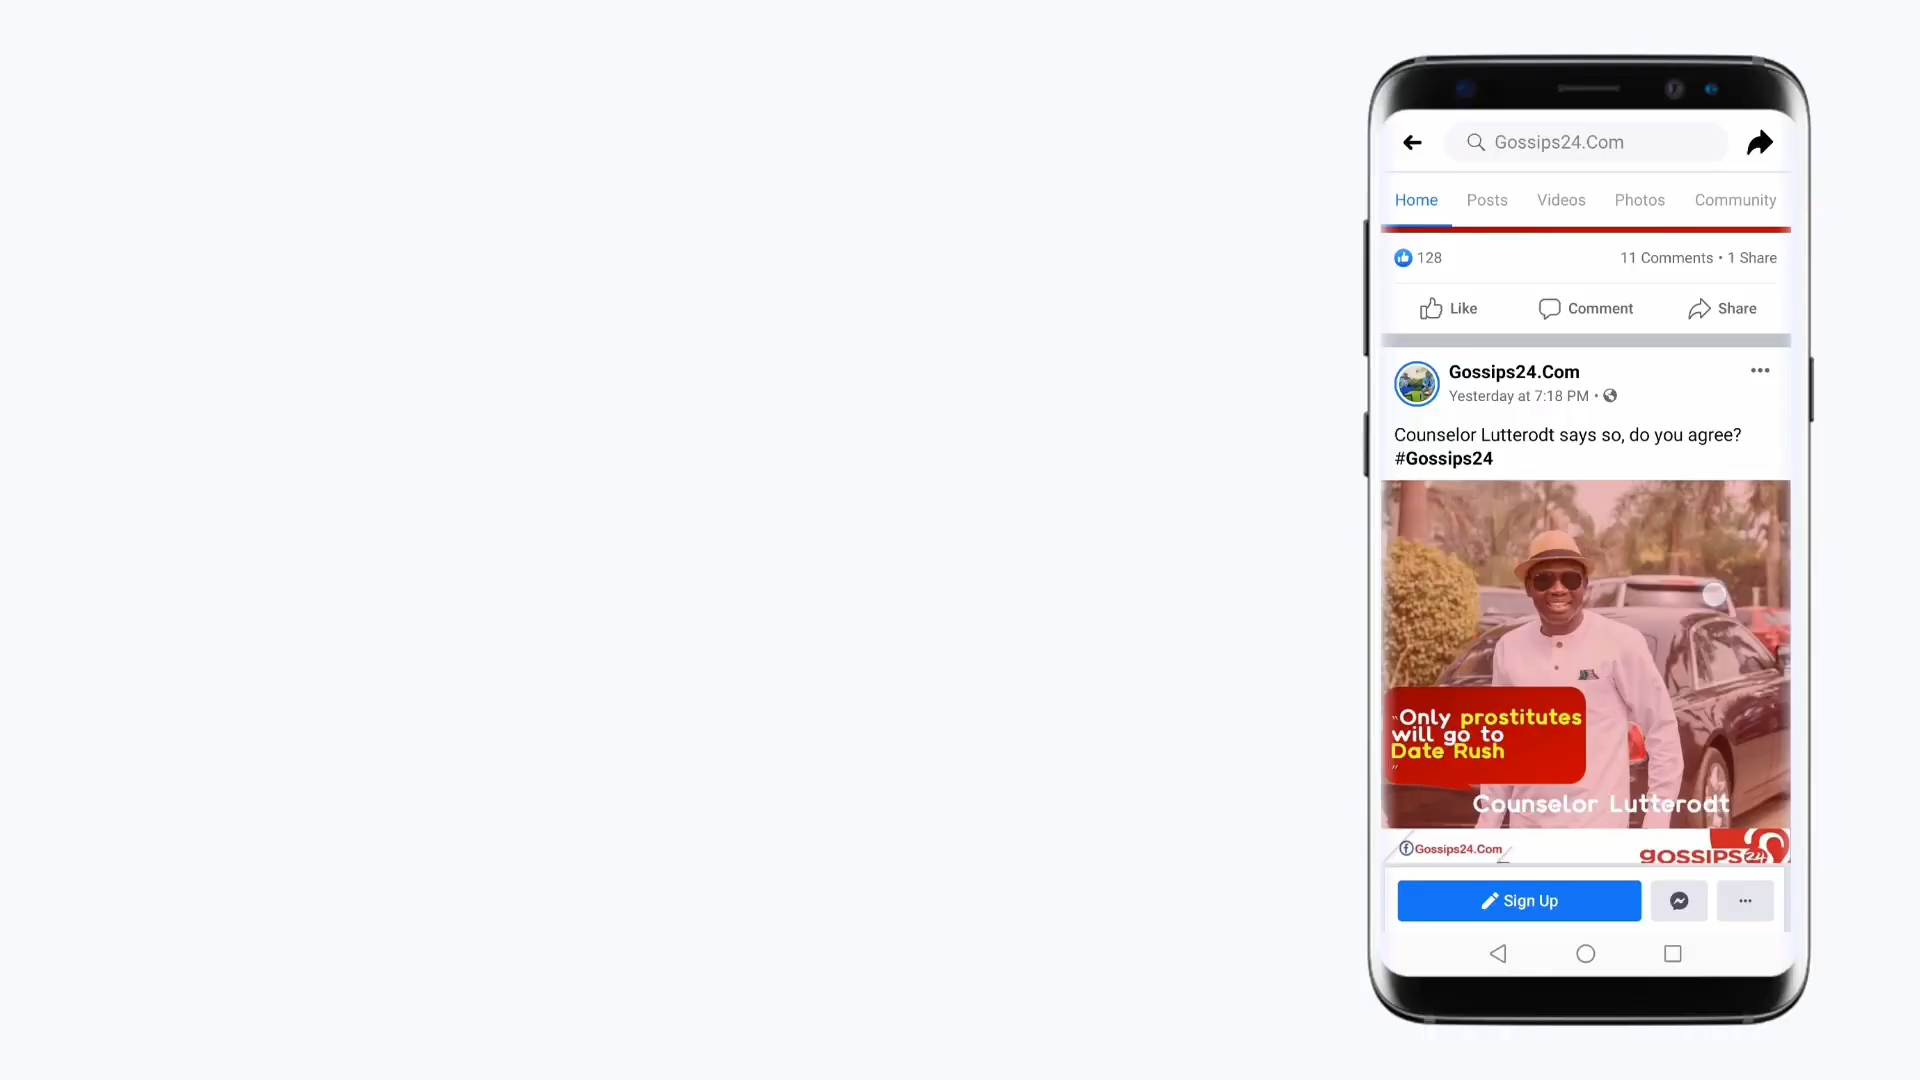 Gossips24.Com
Home Posts Videos Photos Community
128 11 Comments • 1 Share
Like Comment Share
Gossips24.Com
Yesterday at 7:18 PM •
Counselor Lutterodt says so, do you agree?
#Gossips24
"Only prostitutes
will go to
Date Rush
"
Counselor Lutterodt
Gossips24.Com
gossips24
Sign Up